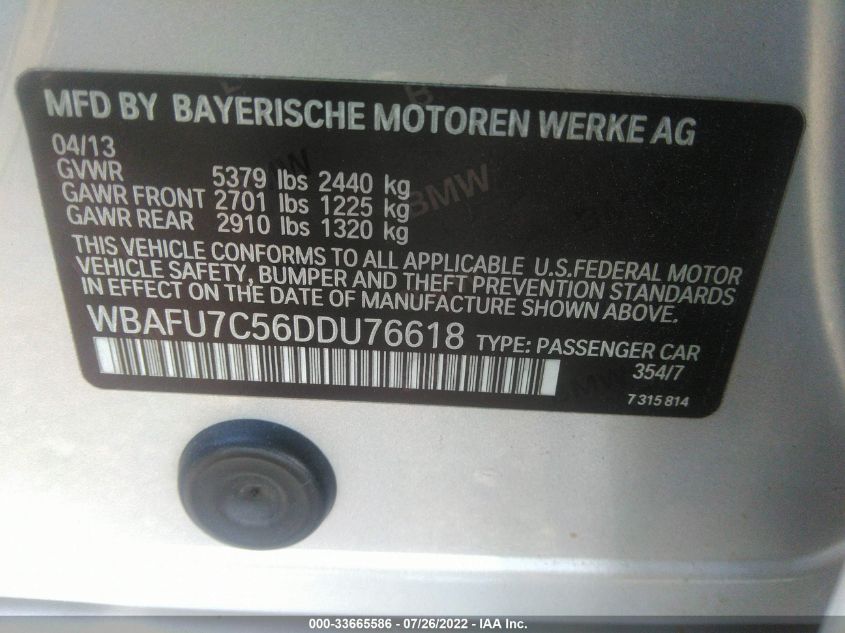 MFD BY BAYERISCHE MOTOREN WERKE AG
04/13
GVWR 5379 lbs 2440 kg
GAWR FRONT 2701 lbs 1225 kg
GAWR REAR 2910 lbs 1320 kg
THIS VEHICLE CONFORMS TO ALL APPLICABLE U.S.FEDERAL MOTOR
VEHICLE SAFETY, BUMPER AND THEFT PREVENTION STANDARDS
IN EFFECT ON THE DATE OF MANUFACTURE SHOWN ABOVE.
WBAFU7C56DDU76618 TYPE: PASSENGER CAR
354/7
7 315 814
BMW
000-33665586 / 07/26/2022 - IAA Inc.